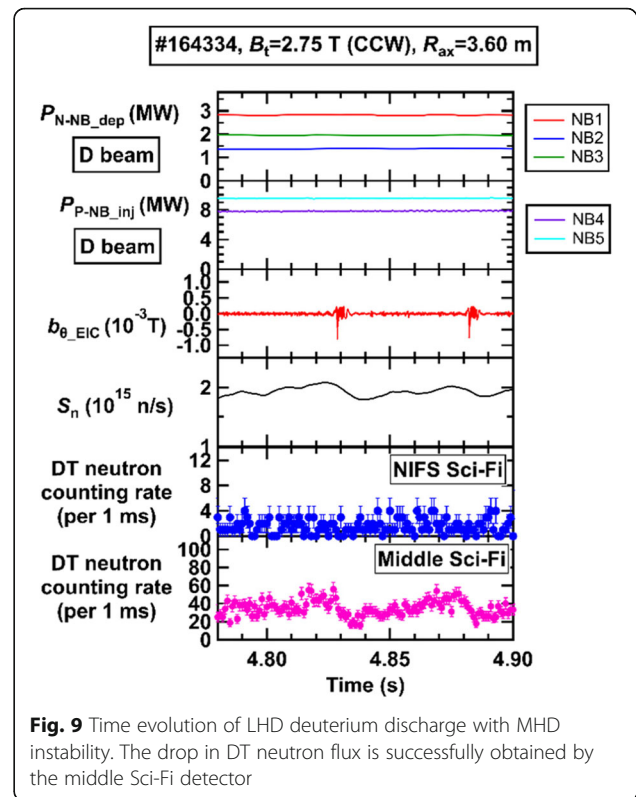 #164334, Bt=2.75 T (CCW), Rax=3.60 m
PN-NB_dep (MW)
D beam
3
2
1
0
NB1
NB2
NB3
PP-NB_inj (MW)
D beam
8
4
0
NB4
NB5
bθ_EIC (10-3T)
1.0
0.5
0.0
-0.5
-1.0
Sn (1015 n/s)
2
1
DT neutron
counting rate
(per 1 ms)
12
8
4
0
NIFS Sci-Fi
DT neutron
counting rate
(per 1 ms)
100
80
60
40
20
0
Middle Sci-Fi
4.80
4.85
4.90
Time (s)
Fig. 9 Time evolution of LHD deuterium discharge with MHD
instability. The drop in DT neutron flux is successfully obtained by
the middle Sci-Fi detector